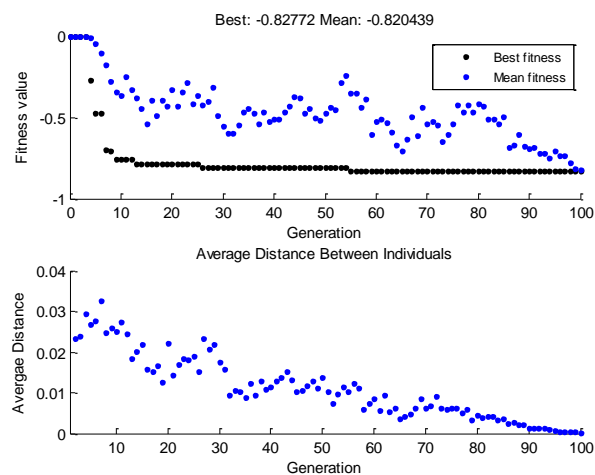 Best: -0.82772 Mean: -0.820439
Fitness value
0
-0.5
-1
Best fitness
Mean fitness
0 10 20 30 40 50 60 70 80 90 100
Generation
Average Distance Between Individuals
Avergae Distance
0.04
0.03
0.02
0.01
0
10 20 30 40 50 60 70 80 90 100
Generation